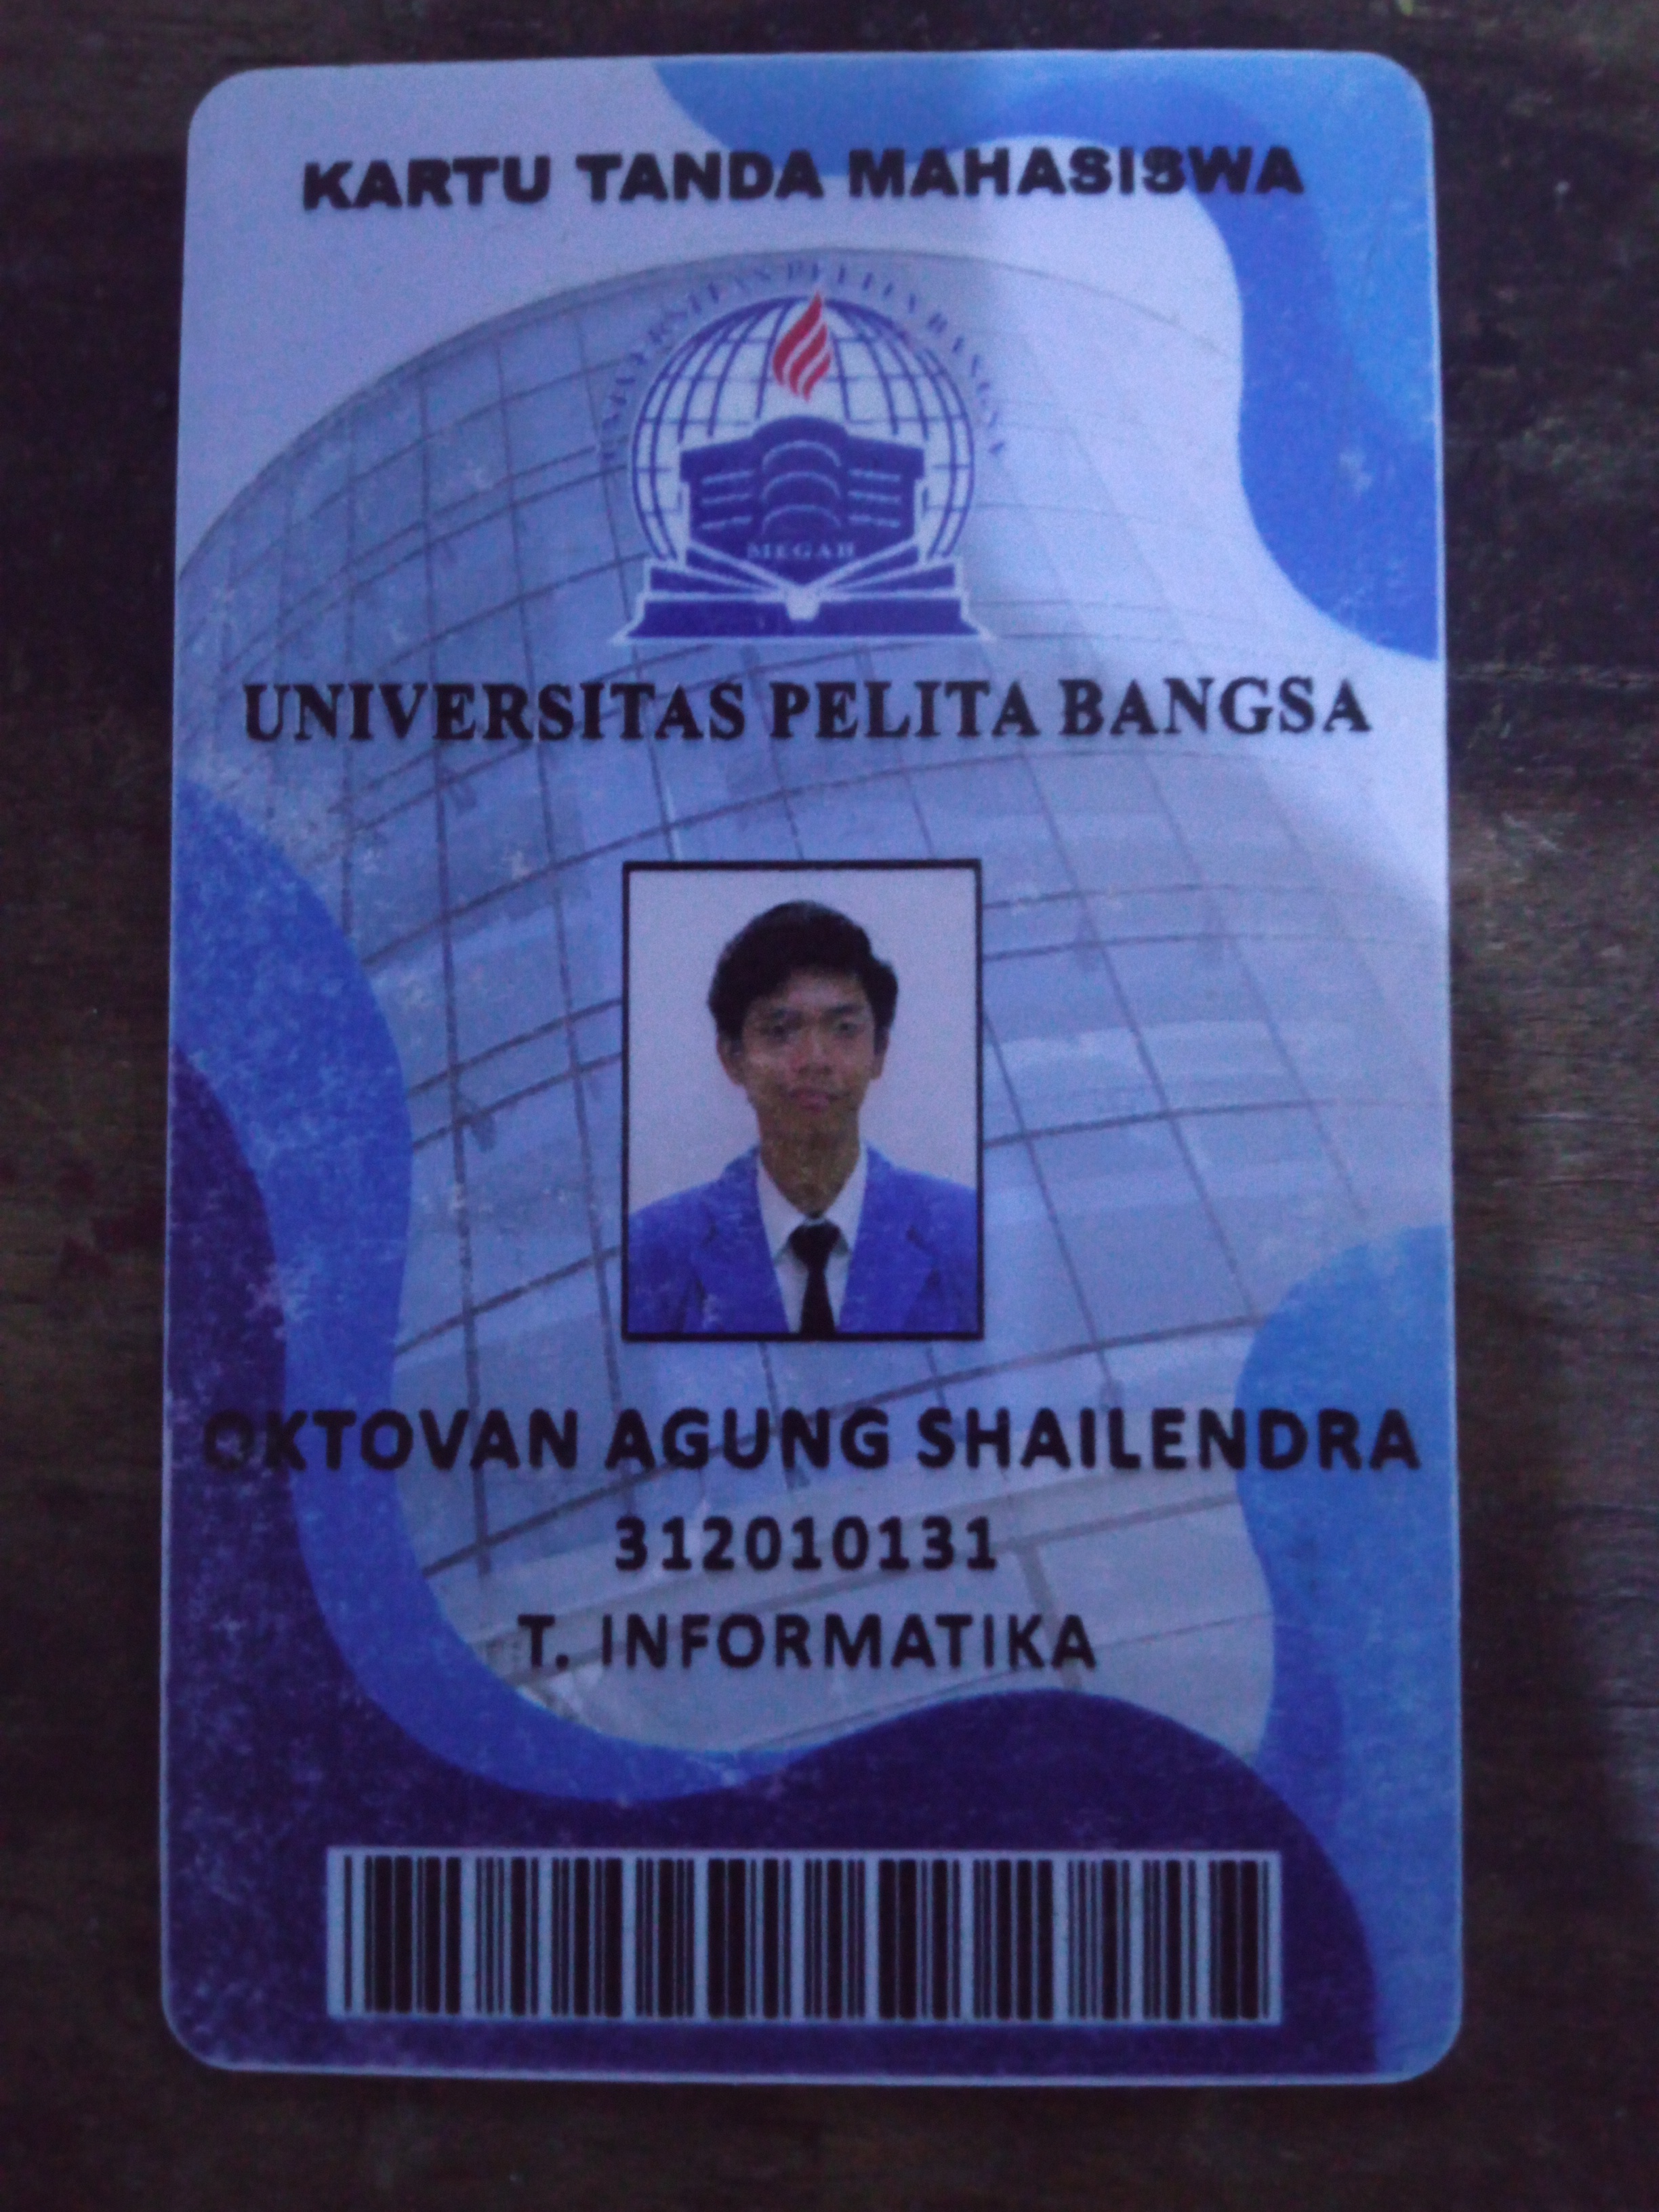 KARTU TANDA MAHASISWA
UNIVERSITAS PELITA BANGSA
MEGAH
UNIVERSITAS PELITA BANGSA
OKTOVAN AGUNG SHAILENDRA
312010131
T. INFORMATIKA